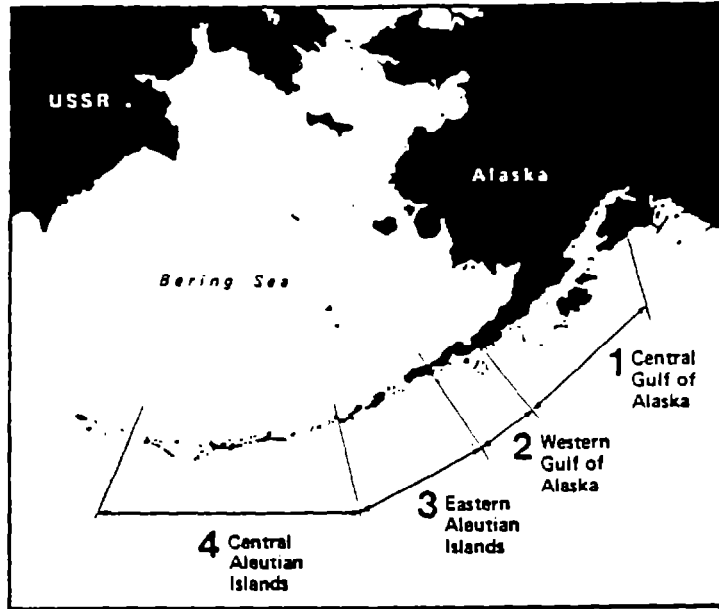 USSR
Alaska
Bering Sea
1 Central
Gulf of
Alaska
2 Western
Gulf of
Alaska
3 Eastern
Aleutian
Islands
4 Central
Aleutian
Islands